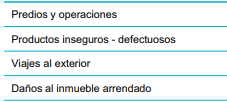 Predios y operaciones
Productos inseguros - defectuosos
Viajes al exterior
Daños al inmueble arrendado